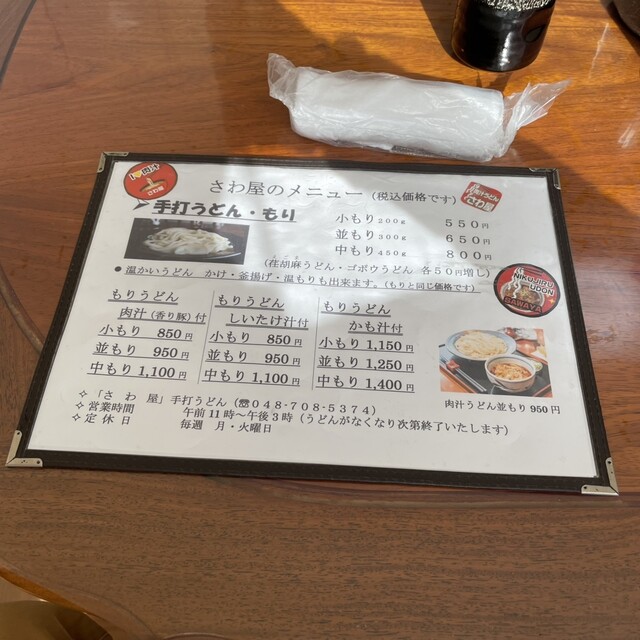 I ♥ 肉汁
さわ屋
さわ屋のメニュー（税込価格です）
さわ屋
手打うどん・もり
小もり 200g 550円
並もり 300g 650円
中もり 450g 800円
（荏胡麻うどん・ゴボウうどん 各50円増し）
● 温かいうどん かけ・釜揚げ・温もりも出来ます。（もりと同じ価格です）
NIKUJIRU
UDON
SAWAYA
もりうどん
肉汁（香り豚）付
小もり 850円
並もり 950円
中もり 1,100円
もりうどん
しいたけ汁付
小もり 850円
並もり 950円
中もり 1,100円
もりうどん
かも汁付
小もり 1,150円
並もり 1,250円
中もり 1,400円
肉汁うどん並もり 950円
✧ 「さ わ 屋」手打うどん（☏048-708-5374）
✧ 営業時間 午前11時～午後3時（うどんがなくなり次第終了いたします）
✧ 定休日 毎週 月・火曜日